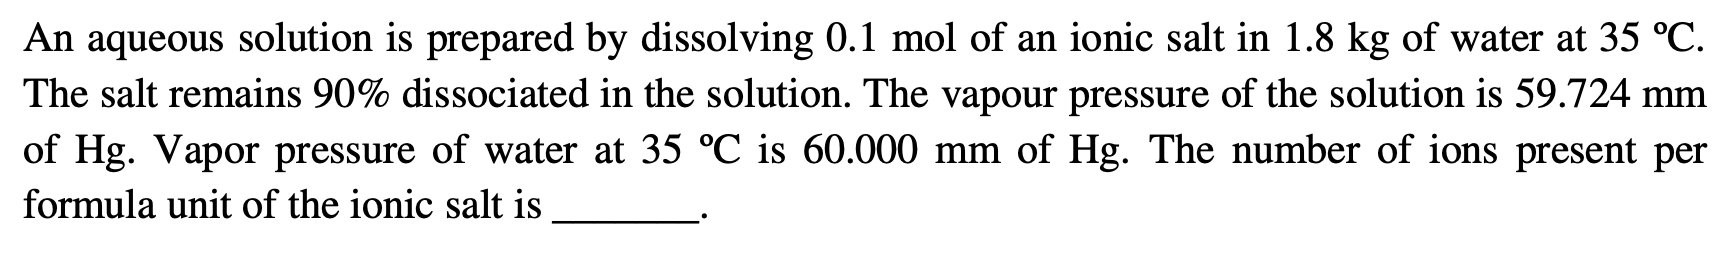 An aqueous solution is prepared by dissolving 0.1 mol of an ionic salt in 1.8 kg of water at 35 ºC.
The salt remains 90% dissociated in the solution. The vapour pressure of the solution is 59.724 mm
of Hg. Vapor pressure of water at 35 ºC is 60.000 mm of Hg. The number of ions present per
formula unit of the ionic salt is _______.